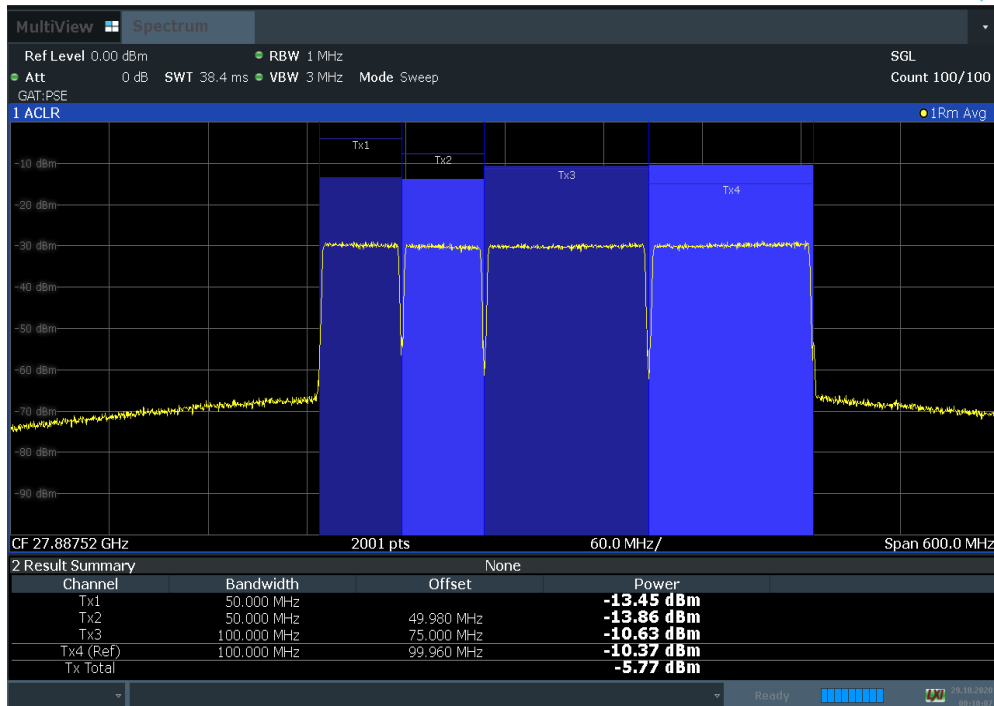 MultiView Spectrum
Ref Level 0.00 dBm RBW 1 MHz SGL
Att 0 dB SWT 38.4 ms VBW 3 MHz Mode Sweep Count 100/100
GAT:PSE
1 ACLR 1Rm Avg
Tx1
Tx2
Tx3
Tx4
-10 dBm
-20 dBm
-30 dBm
-40 dBm
-50 dBm
-60 dBm
-70 dBm
-80 dBm
-90 dBm
CF 27.88752 GHz 2001 pts 60.0 MHz/ Span 600.0 MHz
2 Result Summary None
Channel Bandwidth Offset Power
Tx1 50.000 MHz -13.45 dBm
Tx2 50.000 MHz 49.980 MHz -13.86 dBm
Tx3 100.000 MHz 75.000 MHz -10.63 dBm
Tx4 (Ref) 100.000 MHz 99.960 MHz -10.37 dBm
Tx Total -5.77 dBm
Ready LXI 29.10.2020